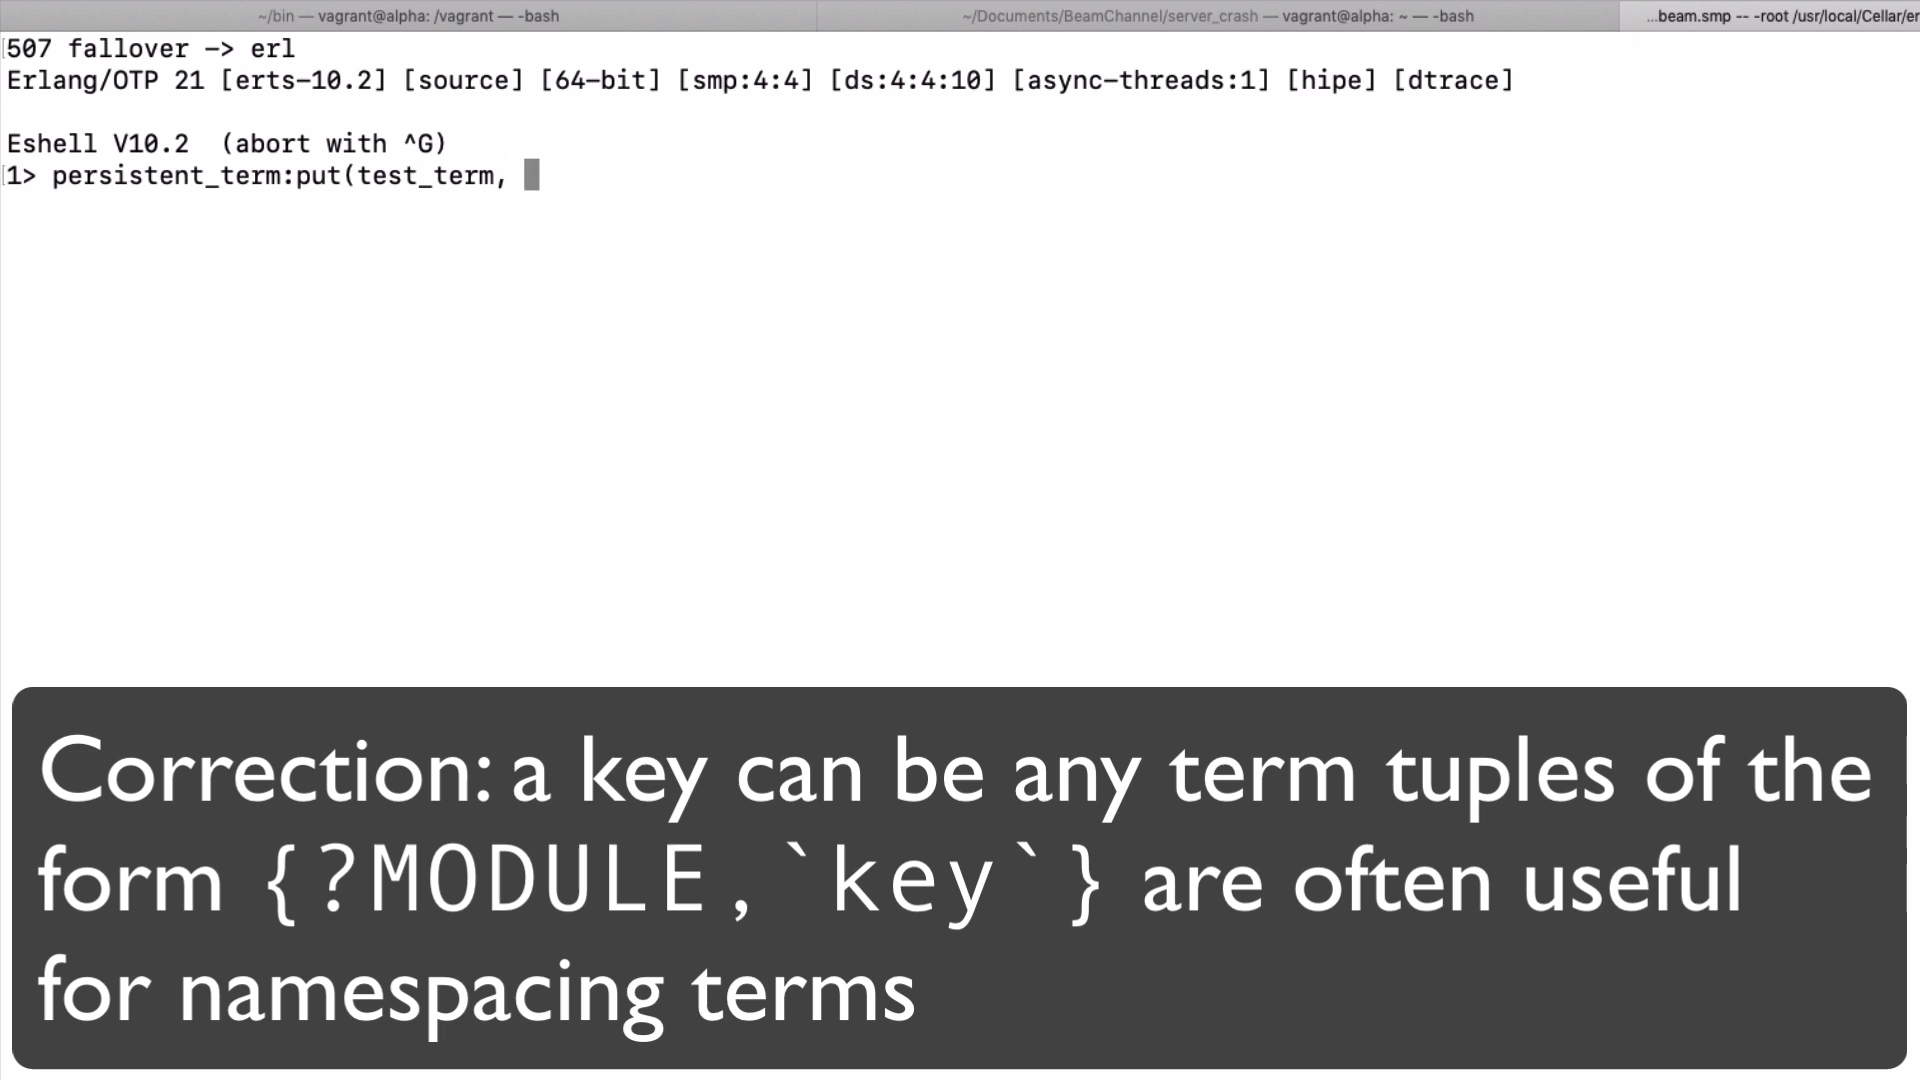 ~/bin — vagrant@alpha: /vagrant — -bash
~/Documents/BeamChannel/server_crash — vagrant@alpha: ~ — -bash
...beam.smp -- -root /usr/local/Cellar/er
[507 fallover -> erl
Erlang/OTP 21 [erts-10.2] [source] [64-bit] [smp:4:4] [ds:4:4:10] [async-threads:1] [hipe] [dtrace]
Eshell V10.2  (abort with ^G)
[1> persistent_term:put(test_term,
Correction: a key can be any term tuples of the
form {?MODULE,`key`} are often useful
for namespacing terms